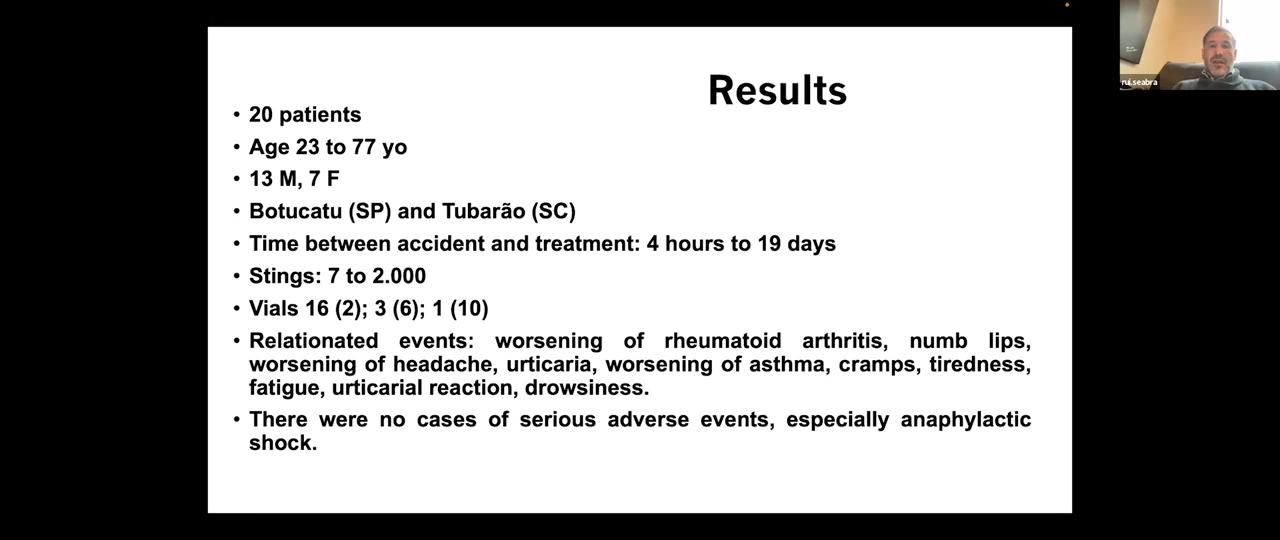 Results
• 20 patients
• Age 23 to 77 yo
• 13 M, 7 F
• Botucatu (SP) and Tubarão (SC)
• Time between accident and treatment: 4 hours to 19 days
• Stings: 7 to 2.000
• Vials 16 (2); 3 (6); 1 (10)
• Relationated events: worsening of rheumatoid arthritis, numb lips,
worsening of headache, urticaria, worsening of asthma, cramps, tiredness,
fatigue, urticarial reaction, drowsiness.
• There were no cases of serious adverse events, especially anaphylactic
shock.
rui.seabra